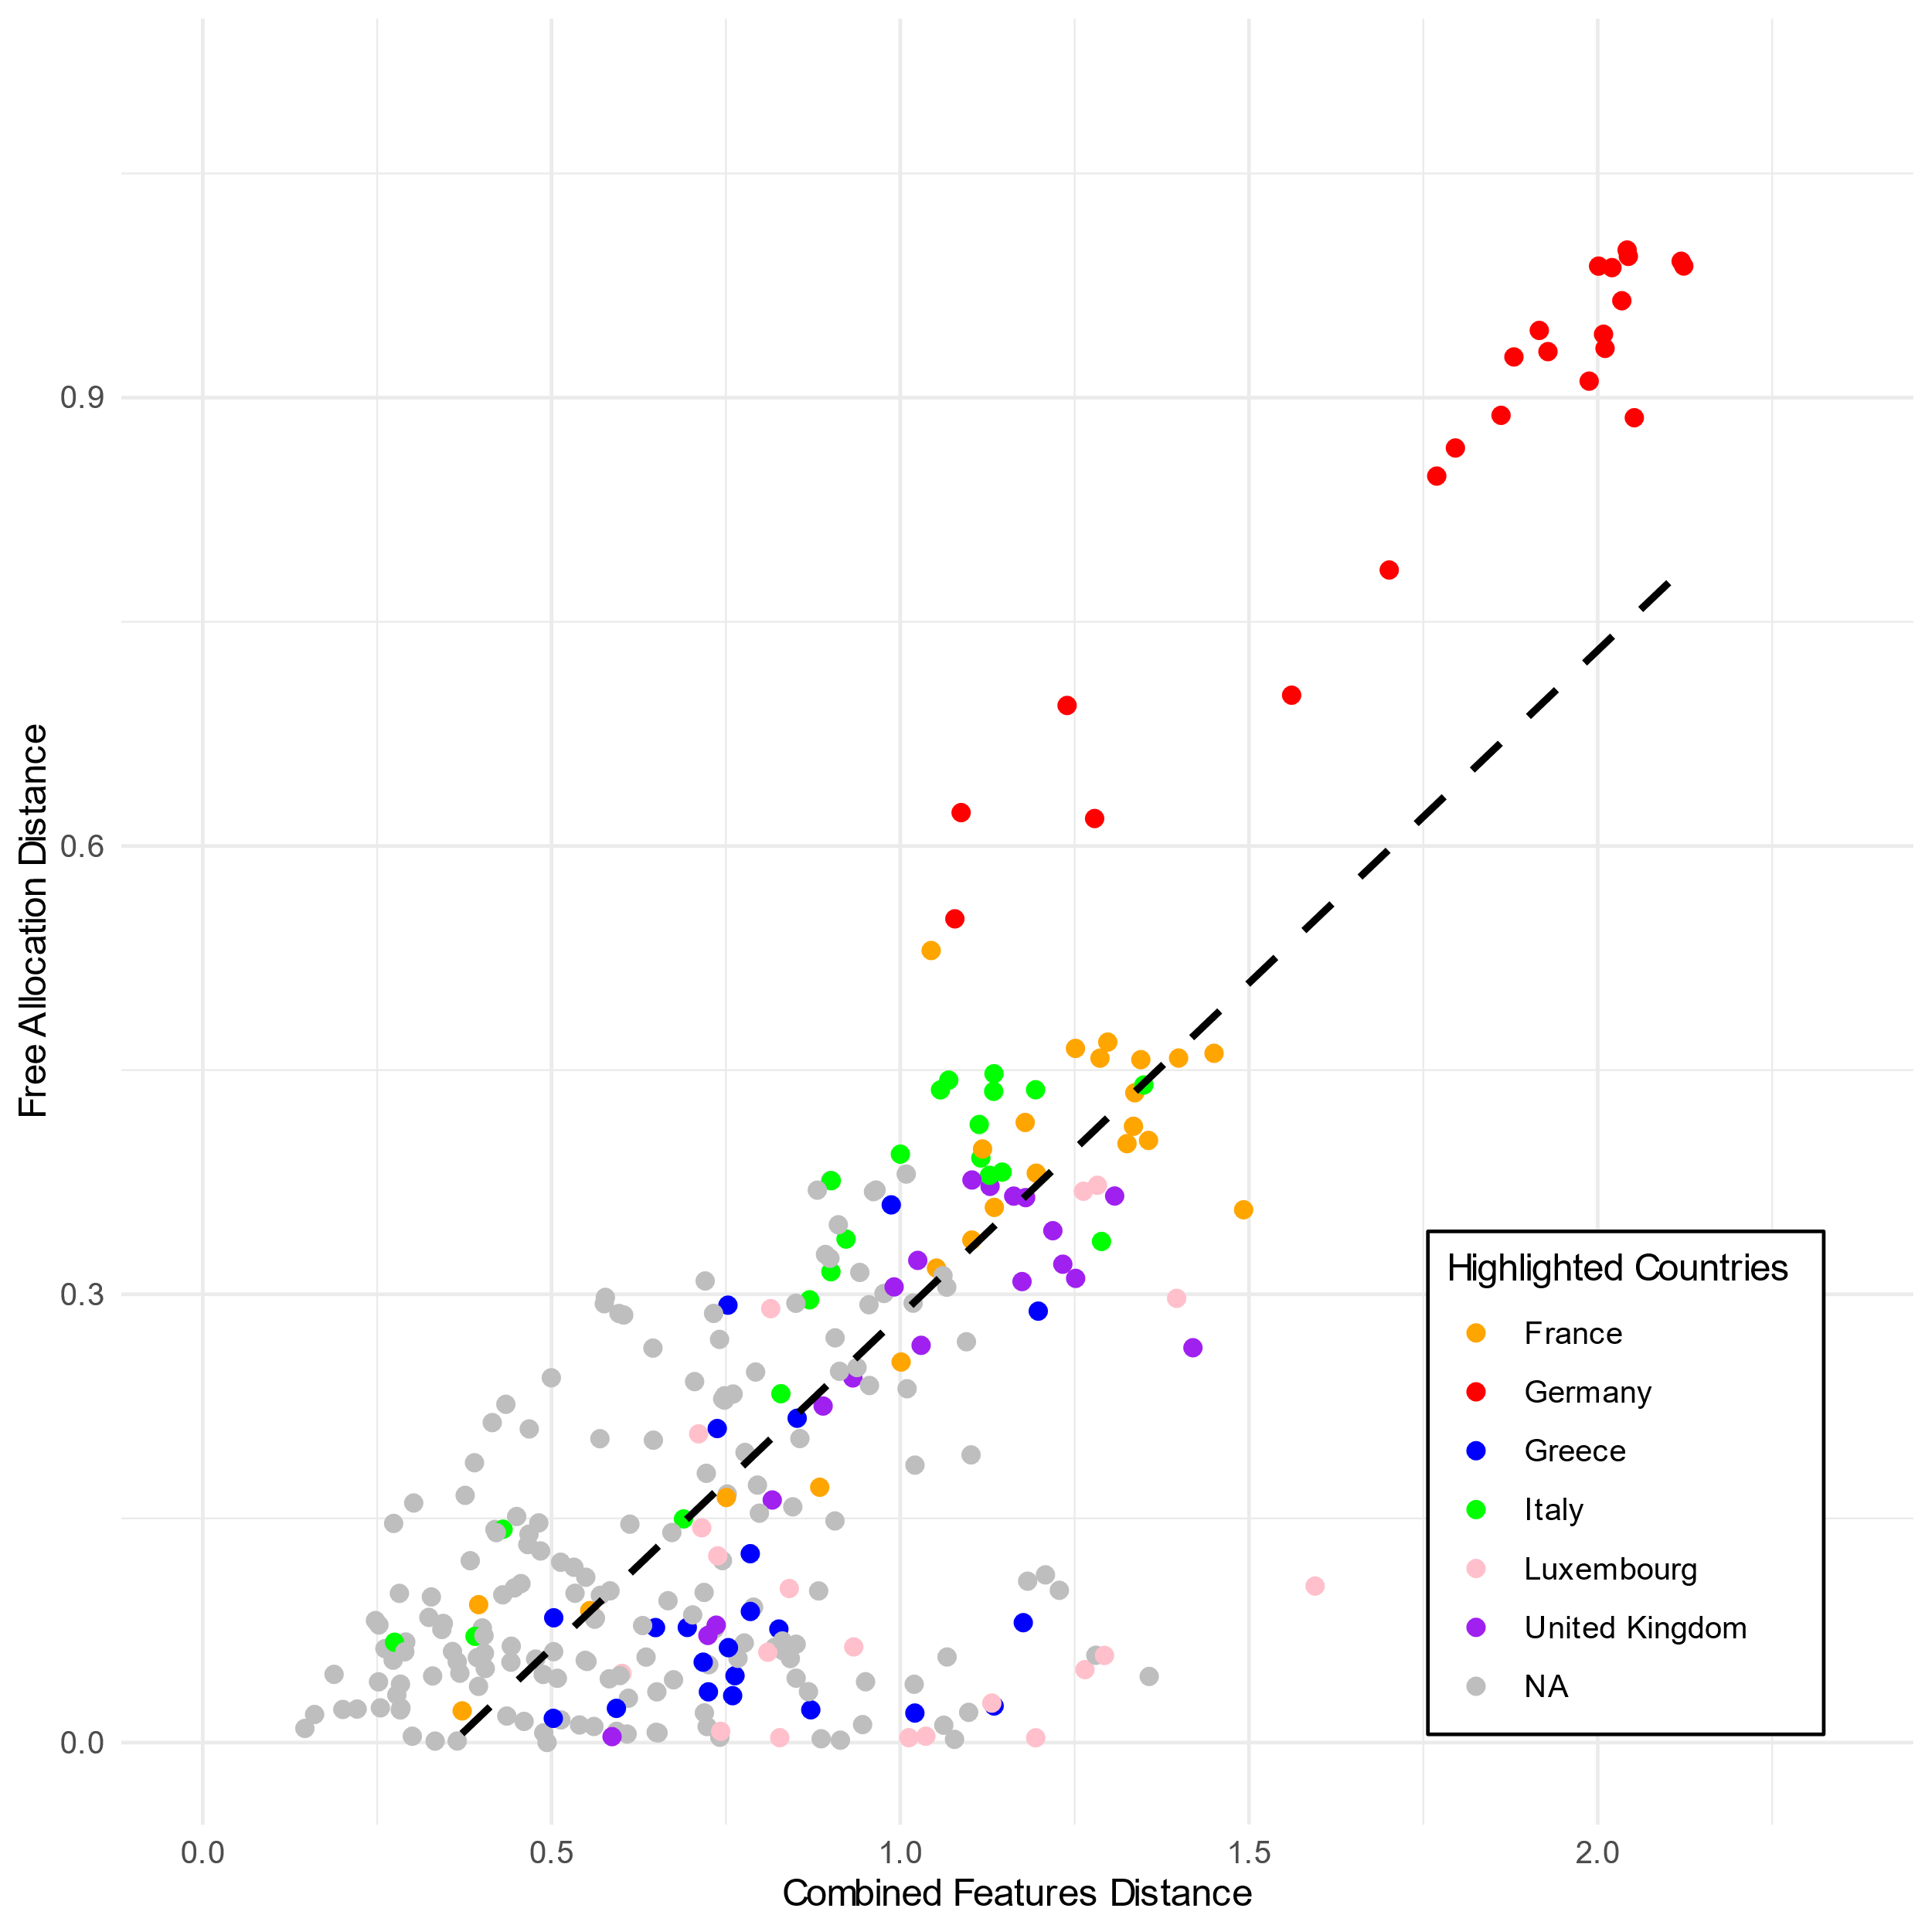 Free Allocation Distance
0.9
0.6
0.3
0.0
Highlighted Countries
France
Germany
Greece
Italy
Luxembourg
United Kingdom
NA
0.0 0.5 1.0 1.5 2.0
Combined Features Distance